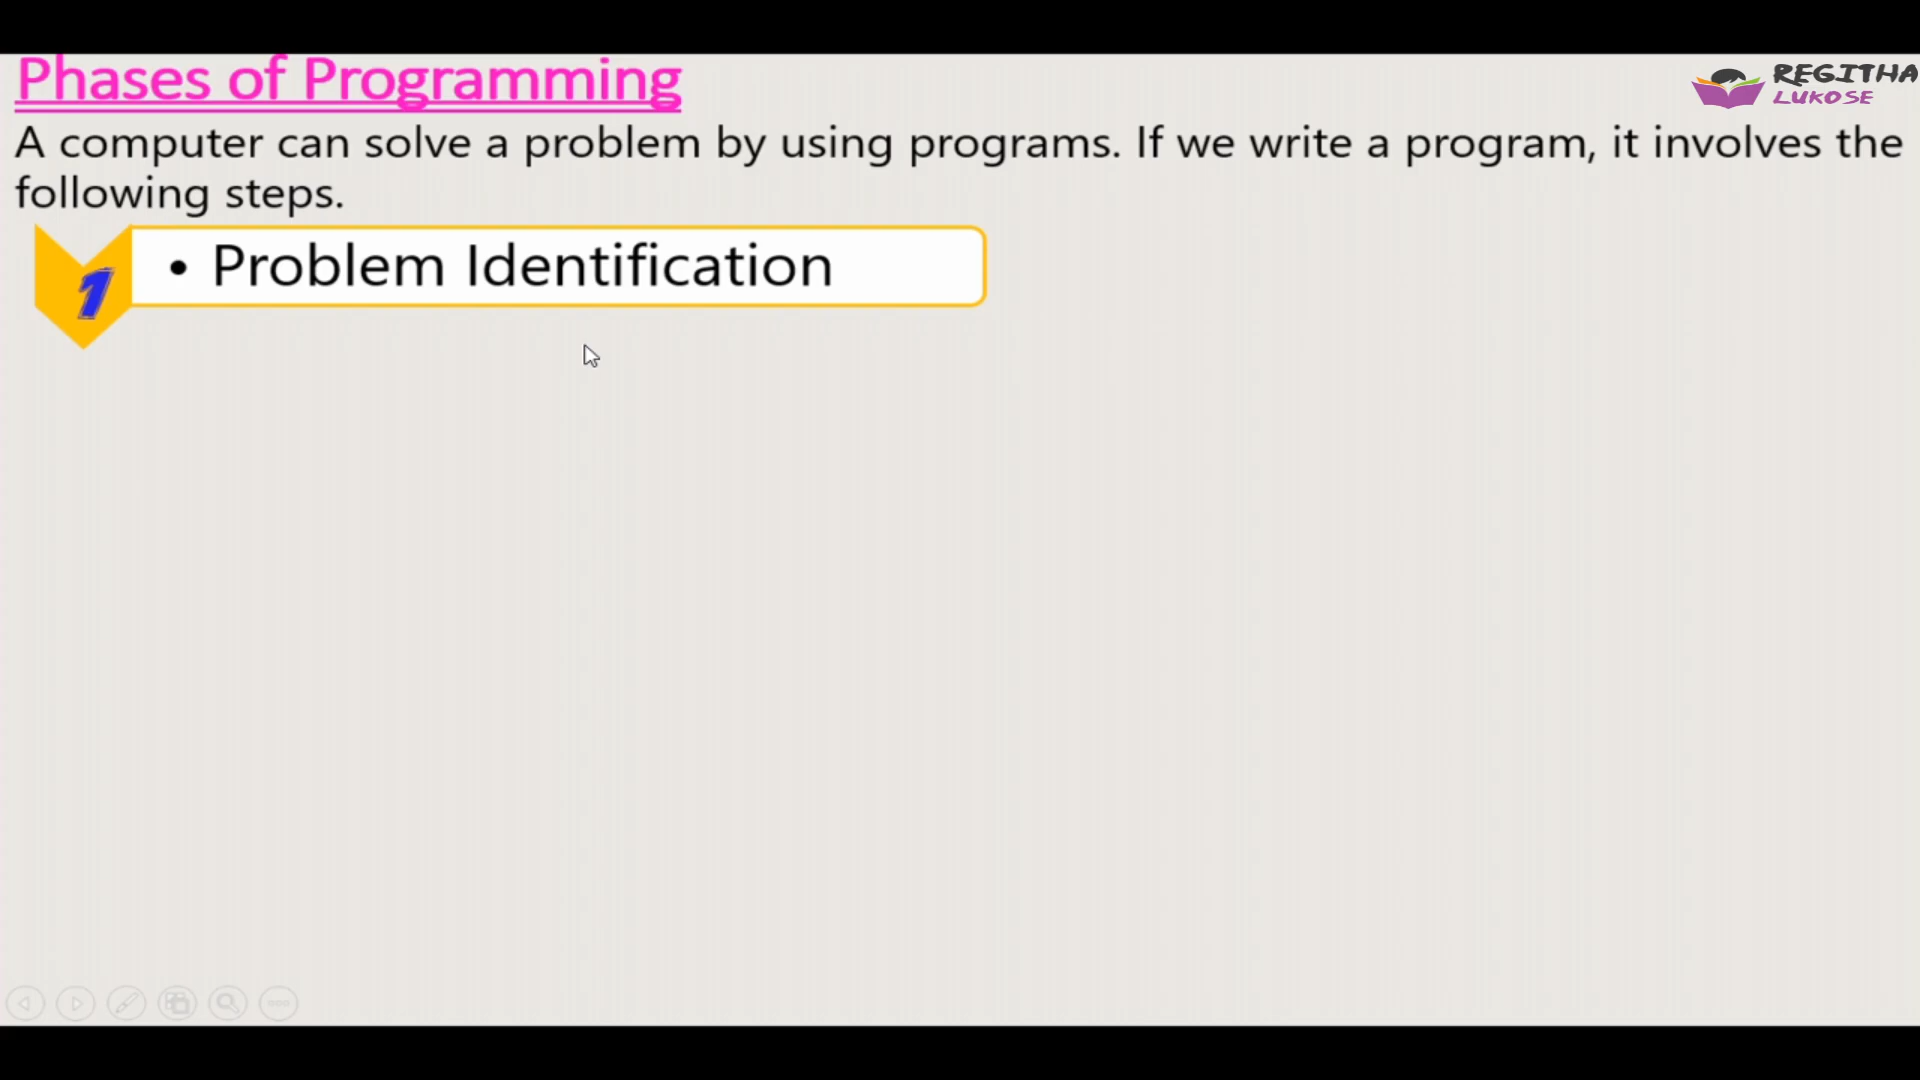 Phases of Programming
REGITHA
LUKOSE
A computer can solve a problem by using programs. If we write a program, it involves the
following steps.
1 • Problem Identification